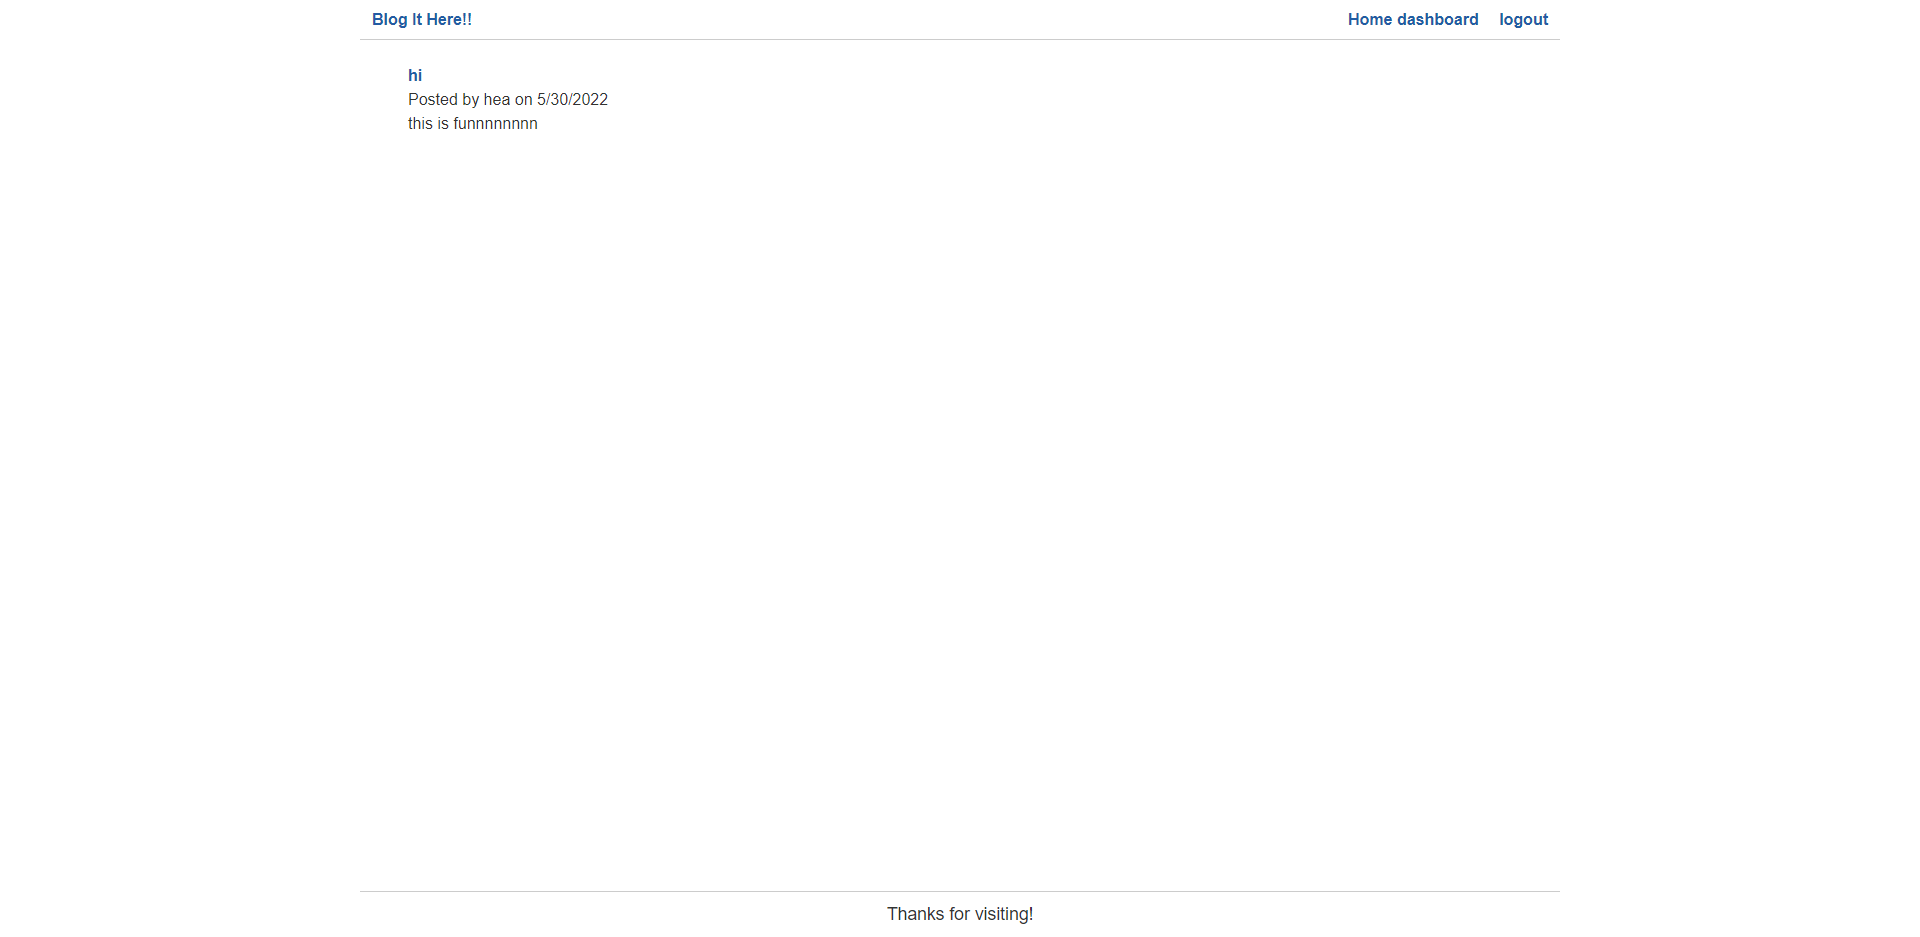 Blog It Here!! Home dashboard logout
hi
Posted by hea on 5/30/2022
this is funnnnnnnn
Thanks for visiting!